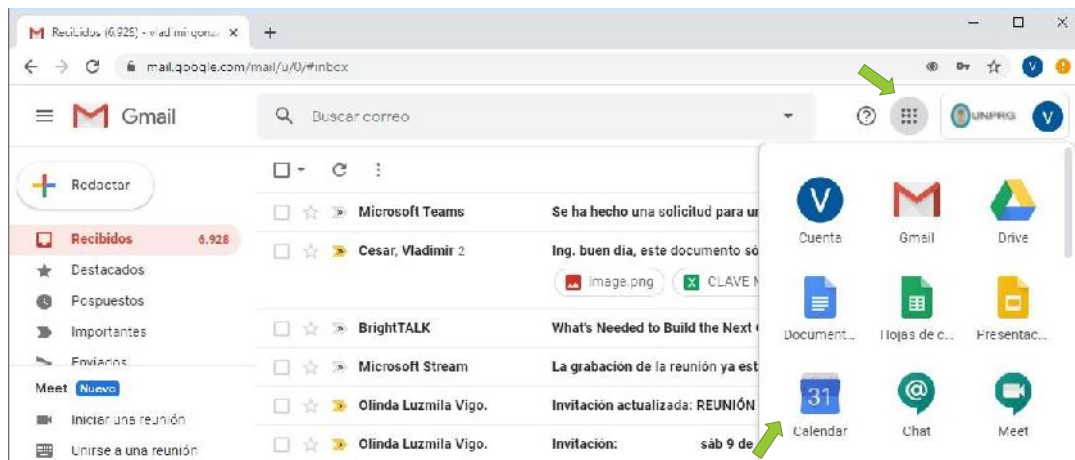 Recibidos (6.928) - vladimirgonza X +
mail.google.com/mail/u/0/#inbox
V
Gmail
Buscar correo
UNPRG V
Redactar
Recibidos 6.928
Destacados
Pospuestos
Importantes
Enviados
Meet Nuevo
Iniciar una reunión
Unirse a una reunión
Microsoft Teams Se ha hecho una solicitud para un
Cesar, Vladimir 2 Ing. buen dia, este documento só
image.png CLAVE M
BrightTALK What's Needed to Build the Next
Microsoft Stream La grabación de la reunión ya est
Olinda Luzmila Vigo. Invitación actualizada: REUNIÓN
Olinda Luzmila Vigo. Invitación: sáb 9 de
V
Cuenta Gmail Drive
Document... Hojas de c... Presentac...
31
Calendar Chat Meet